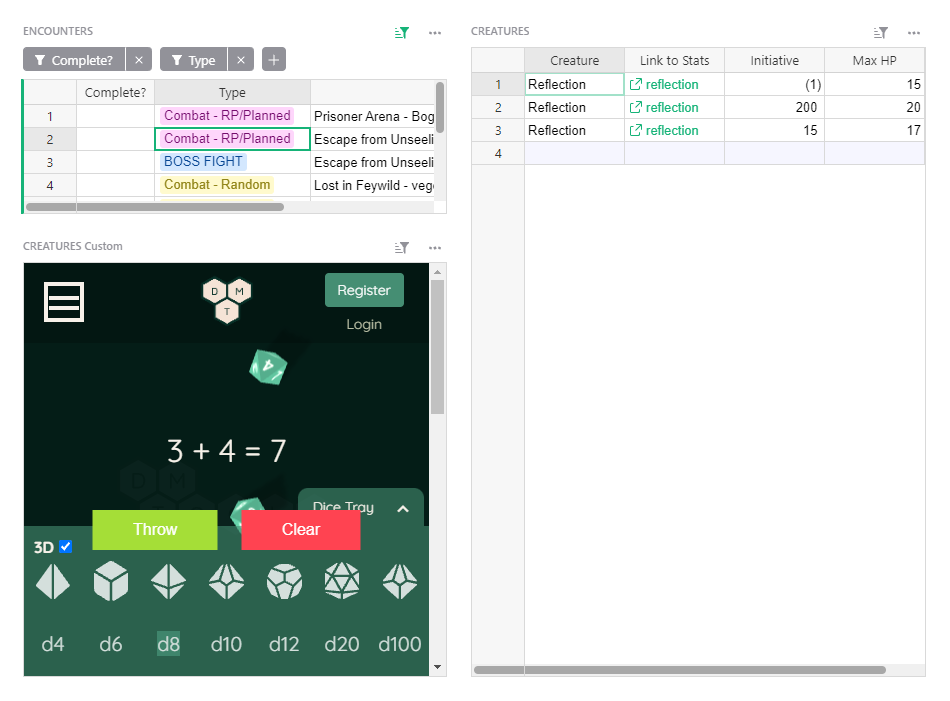 ENCOUNTERS
Complete? × Type × +
Complete? Type
1 Combat - RP/Planned Prisoner Arena - Bog
2 Combat - RP/Planned Escape from Unseeli
3 BOSS FIGHT Escape from Unseeli
4 Combat - Random Lost in Feywild - veg
CREATURES Custom
D M T
Register
Login
4
3 + 4 = 7
D M
Dice Tray
Throw Clear
3D
d4 d6 d8 d10 d12 d20 d100
CREATURES
Creature Link to Stats Initiative Max HP
1 Reflection reflection (1) 15
2 Reflection reflection 200 20
3 Reflection reflection 15 17
4